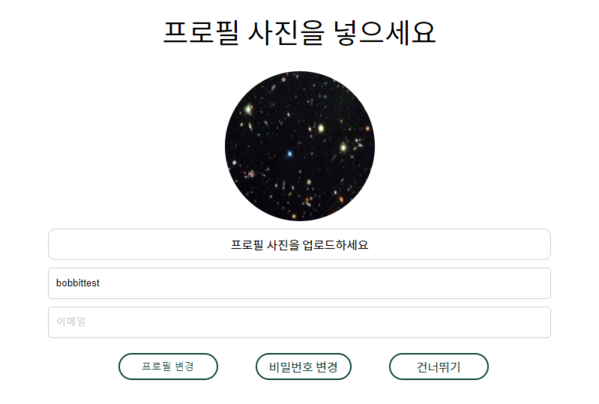 프로필 사진을 넣으세요
프로필 사진을 업로드하세요
bobbittest
이메일
프로필 변경
비밀번호 변경
건너뛰기